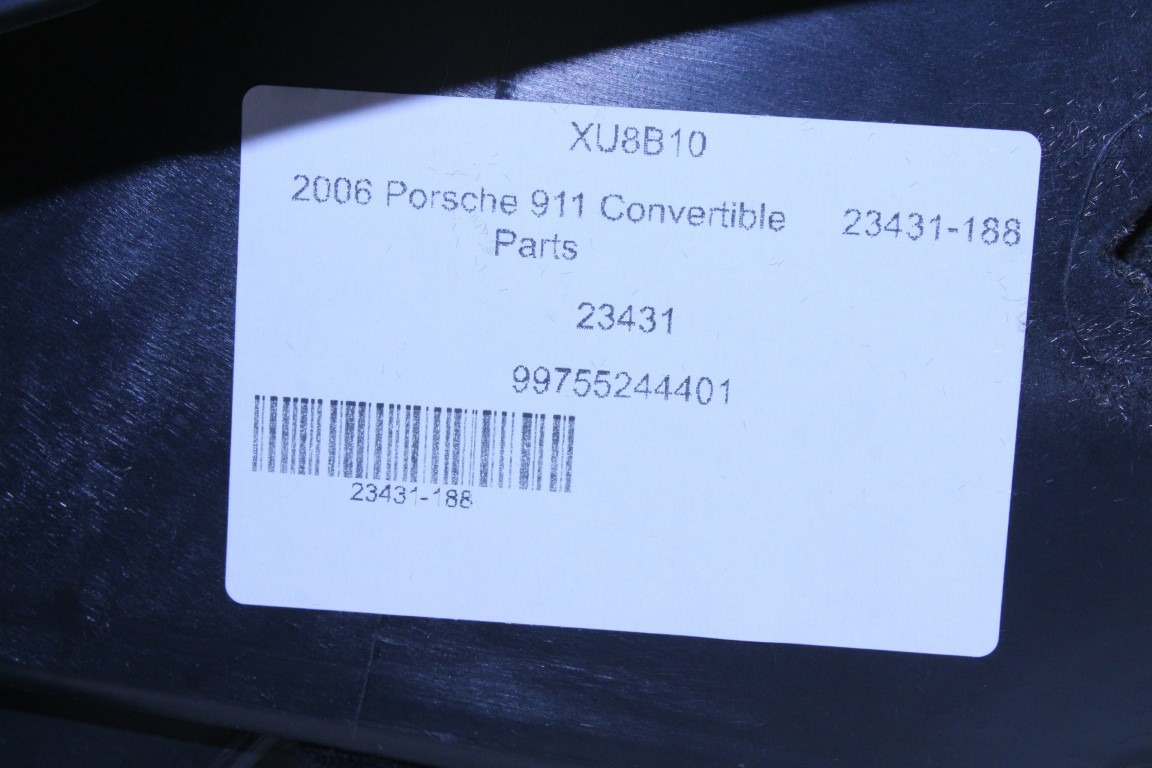 XU8B10
2006 Porsche 911 Convertible 23431-188
Parts
23431
99755244401
23431-188